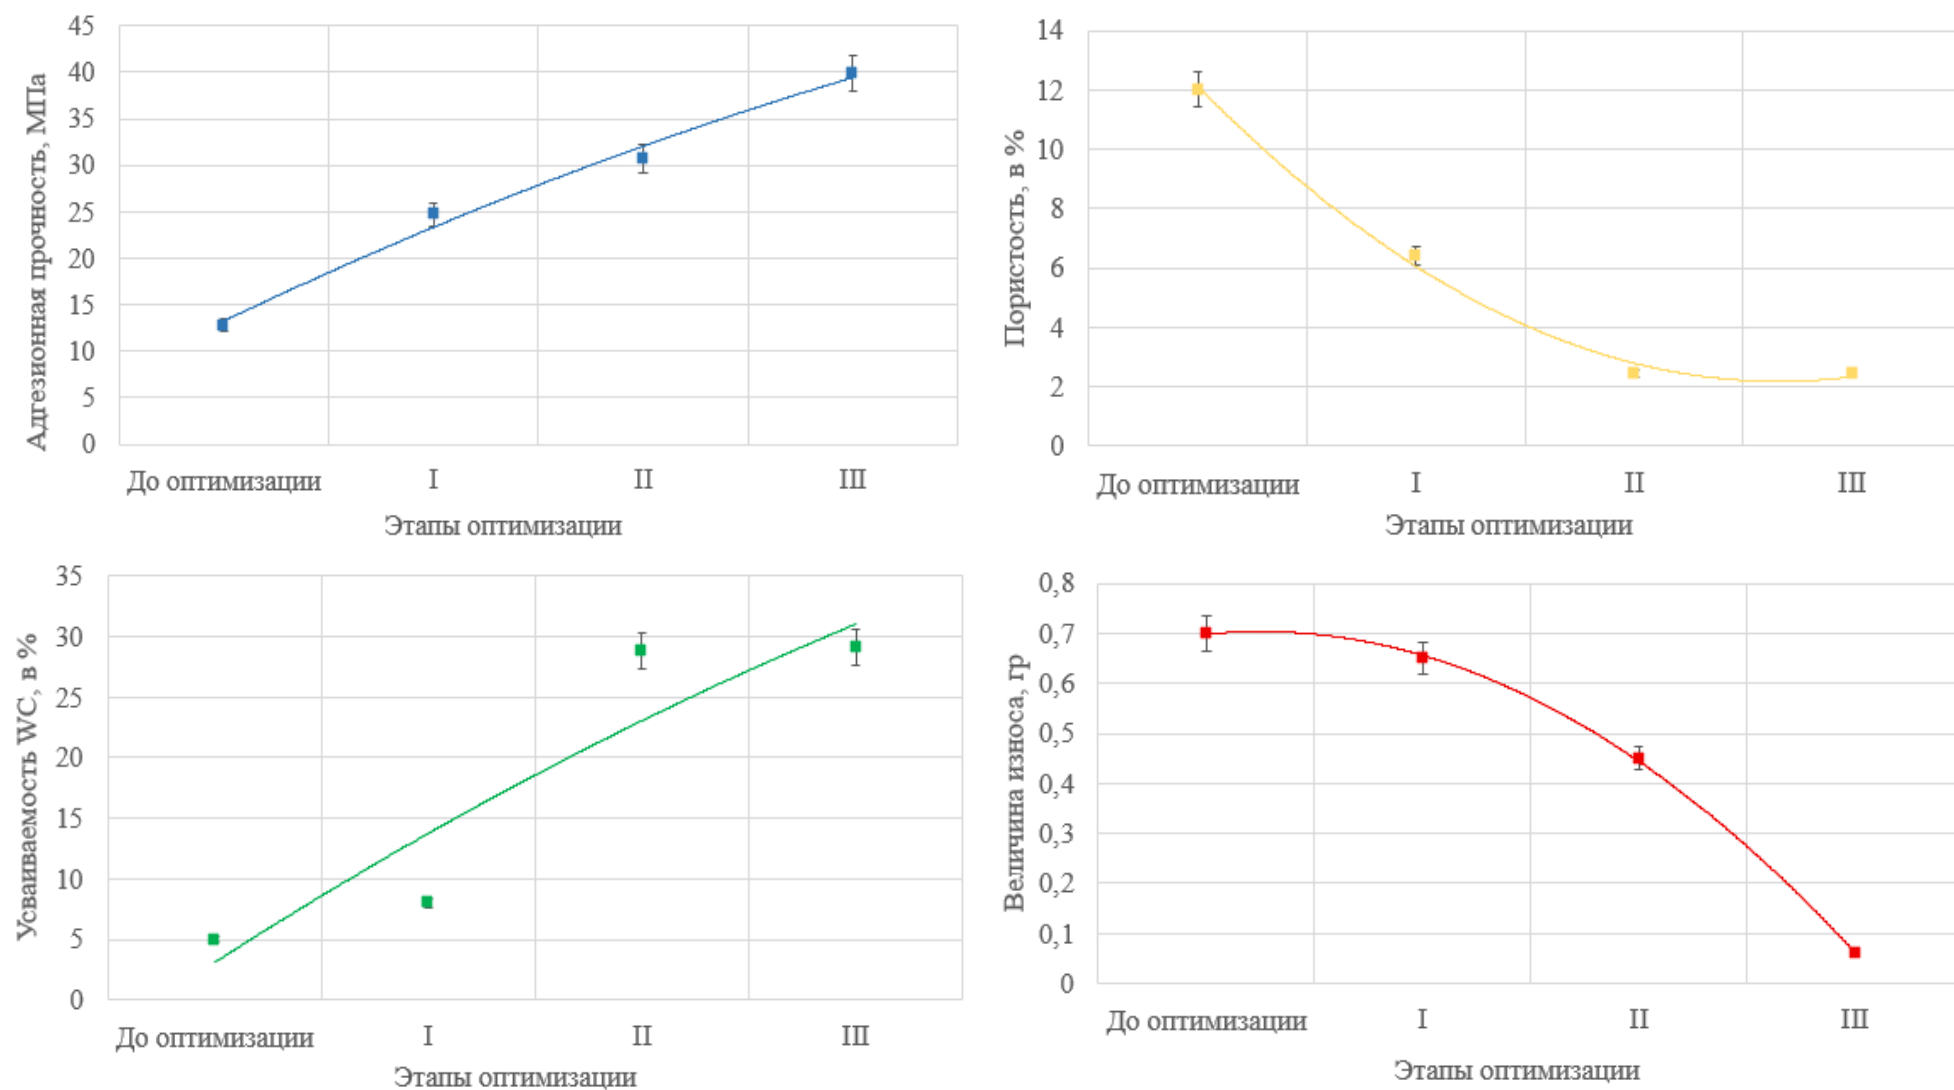 Адгезионная прочность, МПа
45
40
35
30
25
20
15
10
5
0
До оптимизации I II III
Этапы оптимизации
Пористость, в %
14
12
10
8
6
4
2
0
До оптимизации I II III
Этапы оптимизации
Усваиваемость WC, в %
35
30
25
20
15
10
5
0
До оптимизации I II III
Этапы оптимизации
Величина износа, гр
0,8
0,7
0,6
0,5
0,4
0,3
0,2
0,1
0
До оптимизации I II III
Этапы оптимизации